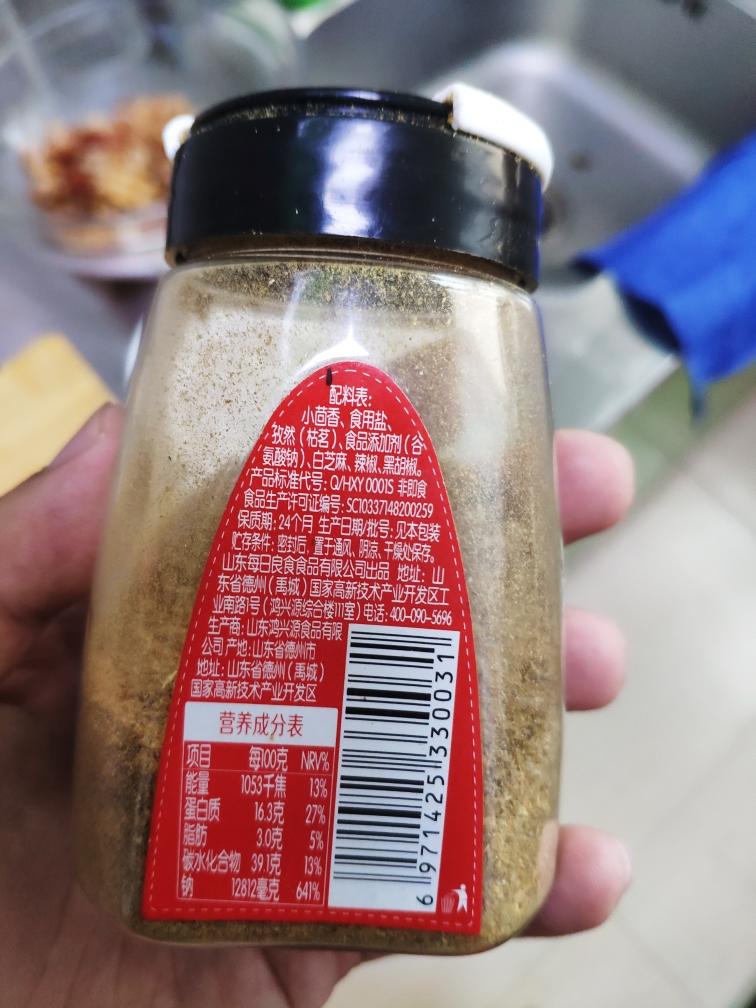 配料表:
小茴香、食用盐、
孜然(枯茗)、食品添加剂(谷
氨酸钠)、白芝麻、辣椒、黑胡椒。
产品标准代号: Q/HXY 0001S 非即食
食品生产许可证编号: SC10337148200259
保质期: 24个月 生产日期/批号: 见本包装
贮存条件: 密封后, 置于通风、阴凉、干燥处保存。
山东每日良食食品有限公司出品 地址: 山
东省德州(禹城)国家高新技术产业开发区工
业南路1号(鸿兴源综合楼111室) 电话: 400-090-5696
生产商: 山东鸿兴源食品有限
公司 产地: 山东省德州市
地址: 山东省德州(禹城)
国家高新技术产业开发区
营养成分表
项目 每100克 NRV%
能量 1053千焦 13%
蛋白质 16.3克 27%
脂肪 3.0克 5%
碳水化合物 39.1克 13%
钠 12812毫克 641%
6 971425 330031